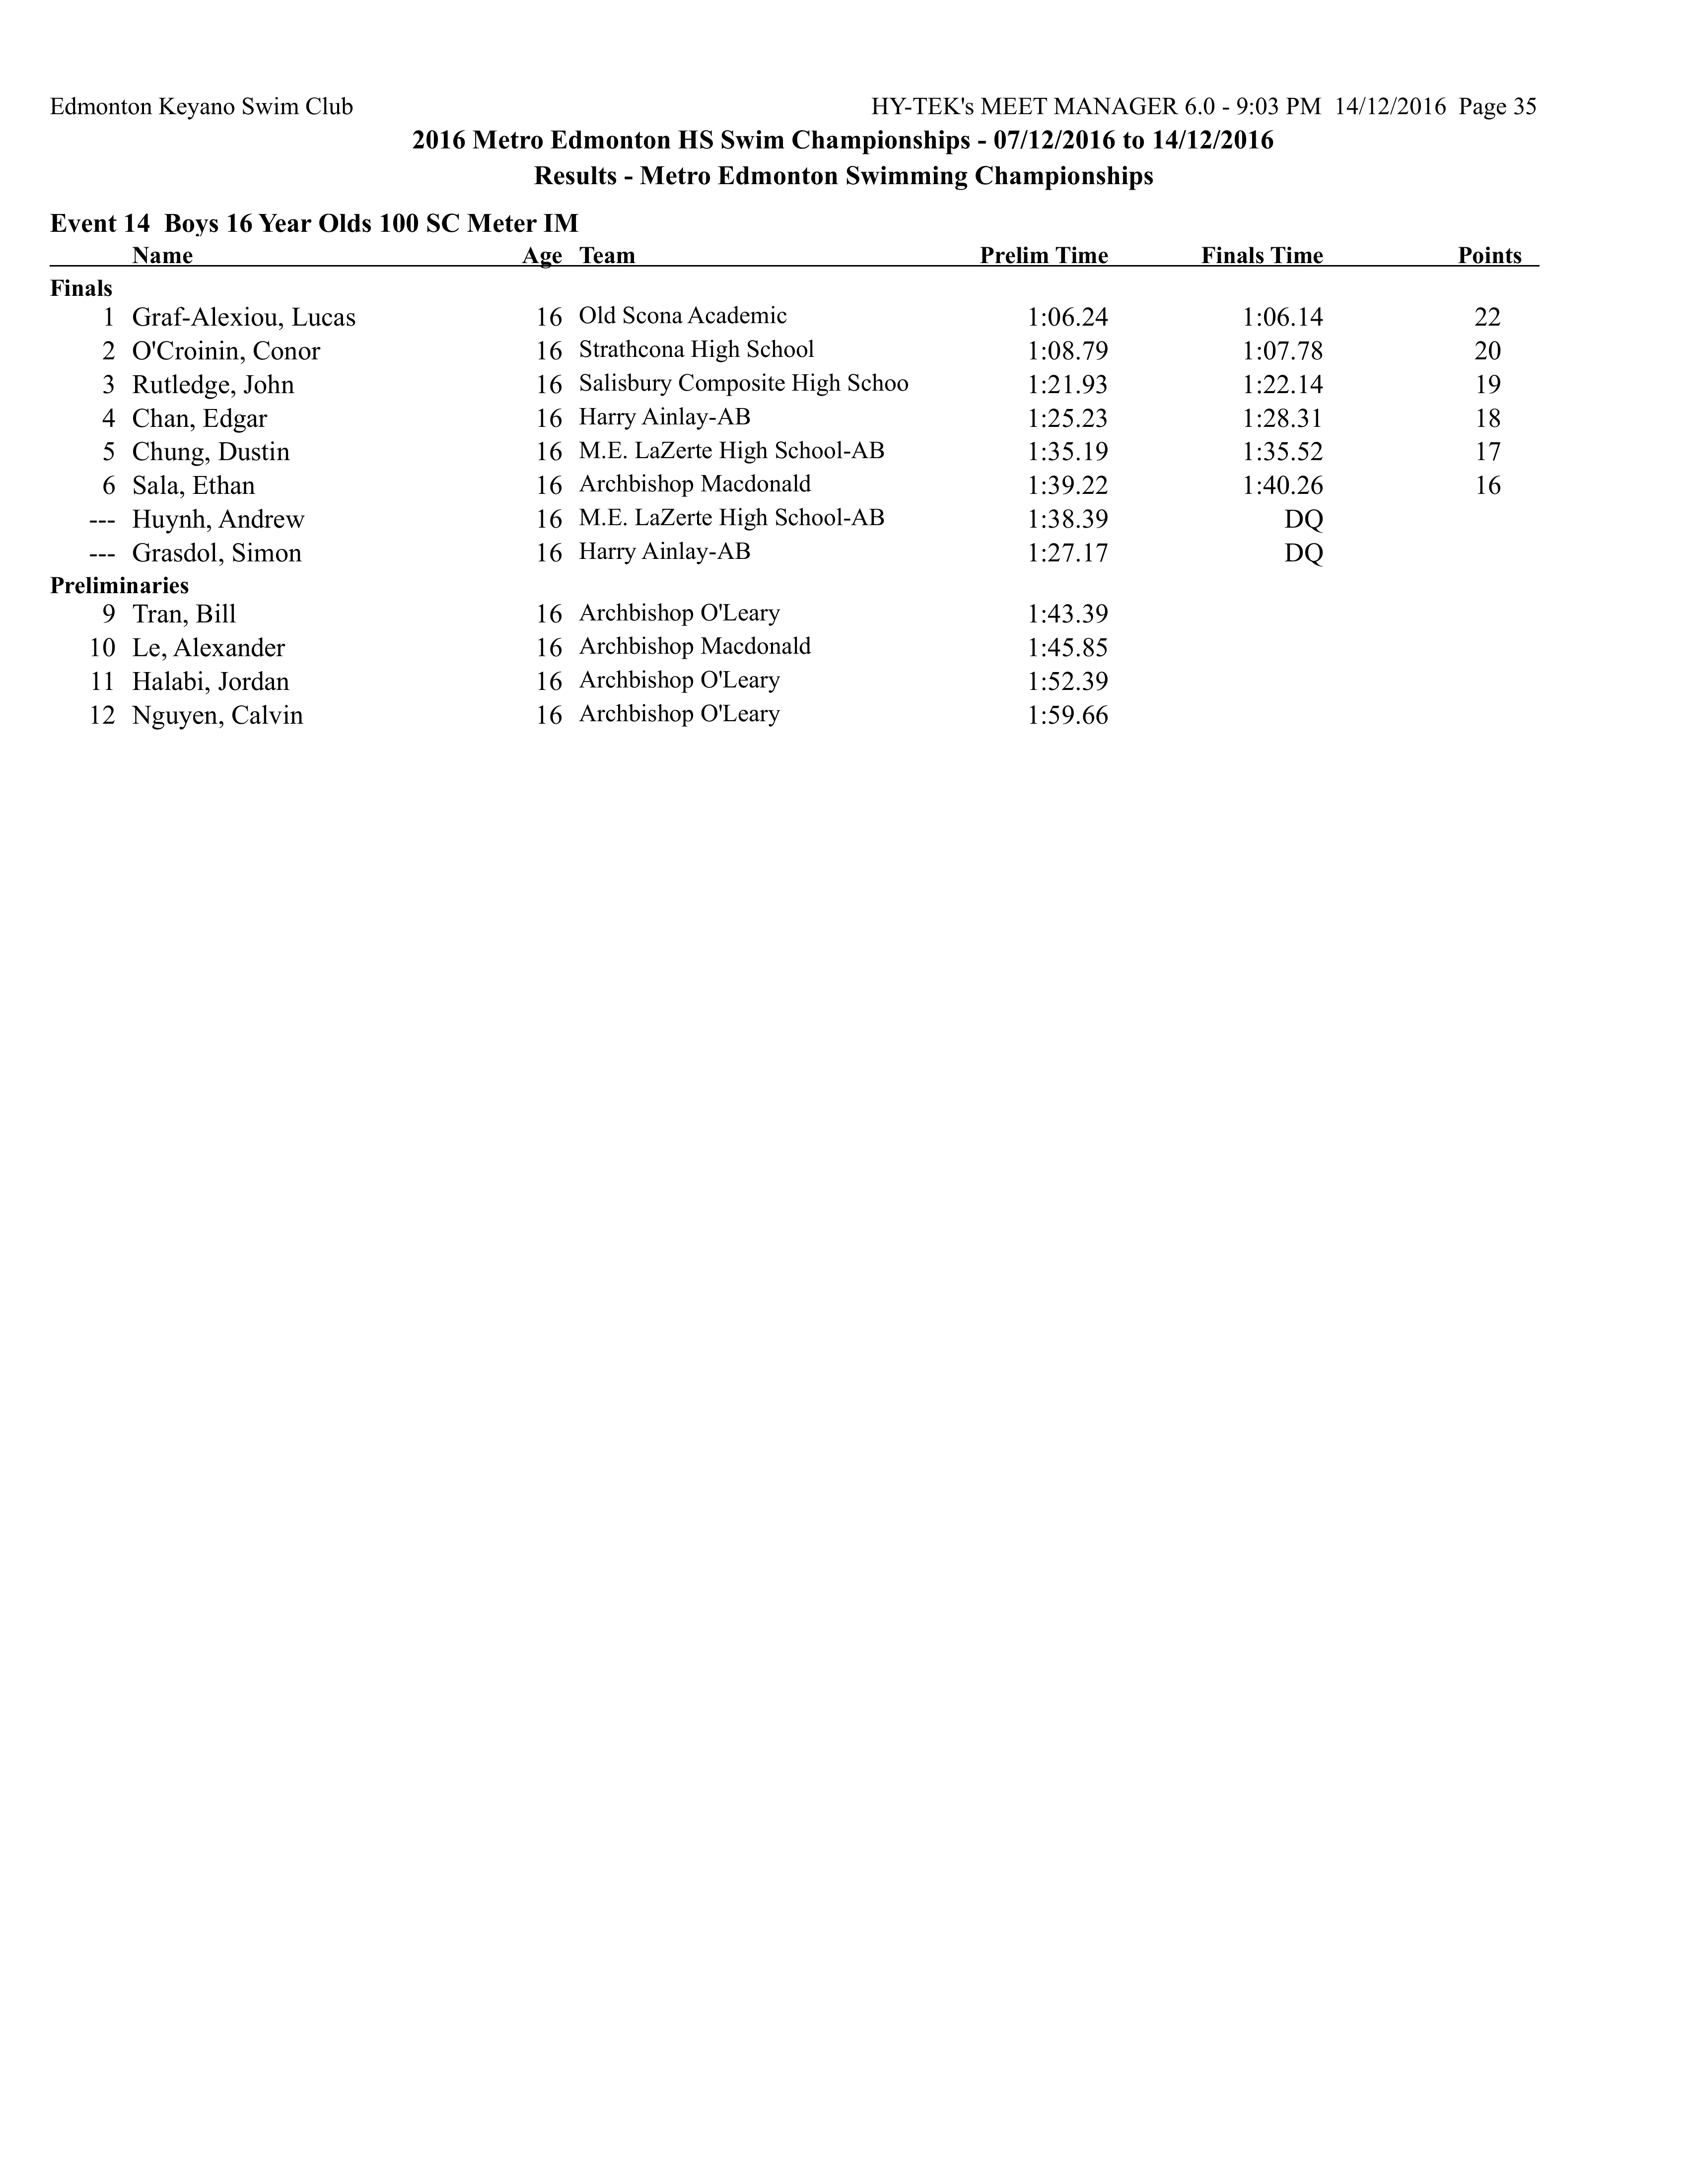 Edmonton Keyano Swim Club HY-TEK's MEET MANAGER 6.0 - 9:03 PM 14/12/2016 Page 35
2016 Metro Edmonton HS Swim Championships - 07/12/2016 to 14/12/2016
Results - Metro Edmonton Swimming Championships
Event 14 Boys 16 Year Olds 100 SC Meter IM
Name Age Team Prelim Time Finals Time Points
Finals
1 Graf-Alexiou, Lucas 16 Old Scona Academic 1:06.24 1:06.14 22
2 O'Croinin, Conor 16 Strathcona High School 1:08.79 1:07.78 20
3 Rutledge, John 16 Salisbury Composite High Schoo 1:21.93 1:22.14 19
4 Chan, Edgar 16 Harry Ainlay-AB 1:25.23 1:28.31 18
5 Chung, Dustin 16 M.E. LaZerte High School-AB 1:35.19 1:35.52 17
6 Sala, Ethan 16 Archbishop Macdonald 1:39.22 1:40.26 16
--- Huynh, Andrew 16 M.E. LaZerte High School-AB 1:38.39 DQ
--- Grasdol, Simon 16 Harry Ainlay-AB 1:27.17 DQ
Preliminaries
9 Tran, Bill 16 Archbishop O'Leary 1:43.39
10 Le, Alexander 16 Archbishop Macdonald 1:45.85
11 Halabi, Jordan 16 Archbishop O'Leary 1:52.39
12 Nguyen, Calvin 16 Archbishop O'Leary 1:59.66